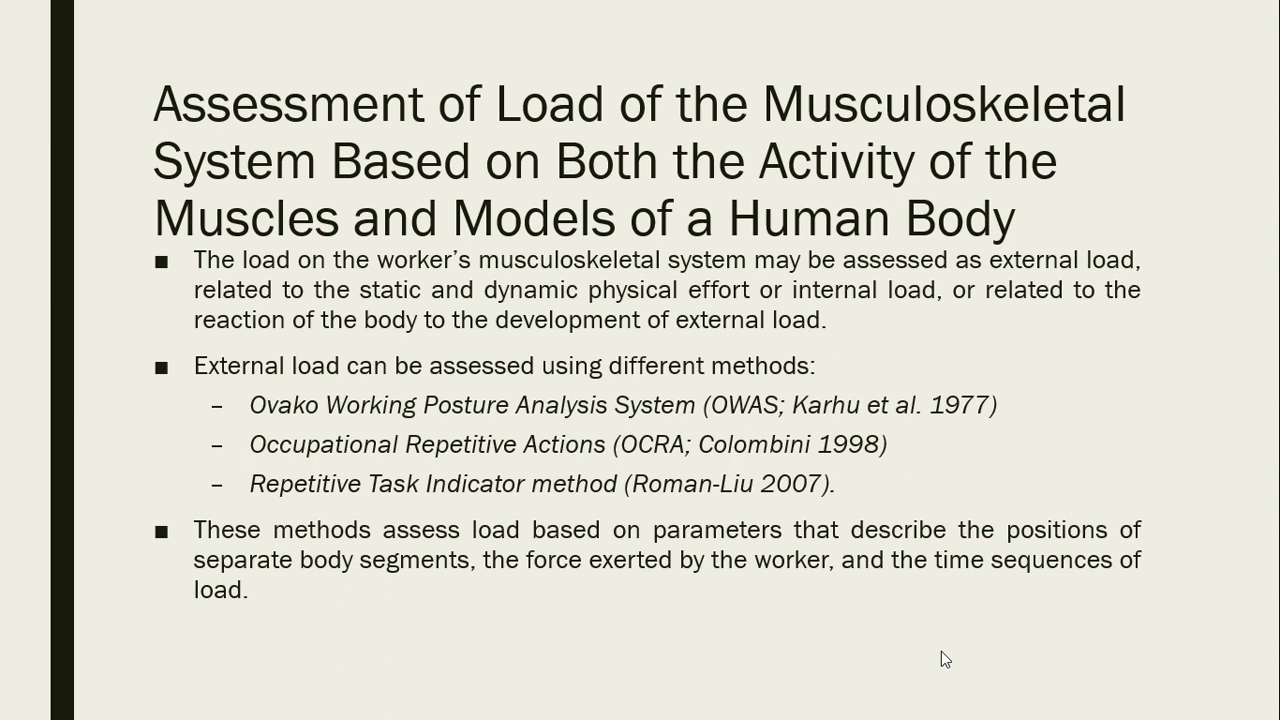 Assessment of Load of the Musculoskeletal
System Based on Both the Activity of the
Muscles and Models of a Human Body
■ The load on the worker’s musculoskeletal system may be assessed as external load,
related to the static and dynamic physical effort or internal load, or related to the
reaction of the body to the development of external load.
■ External load can be assessed using different methods:
– Ovako Working Posture Analysis System (OWAS; Karhu et al. 1977)
– Occupational Repetitive Actions (OCRA; Colombini 1998)
– Repetitive Task Indicator method (Roman-Liu 2007).
■ These methods assess load based on parameters that describe the positions of
separate body segments, the force exerted by the worker, and the time sequences of
load.